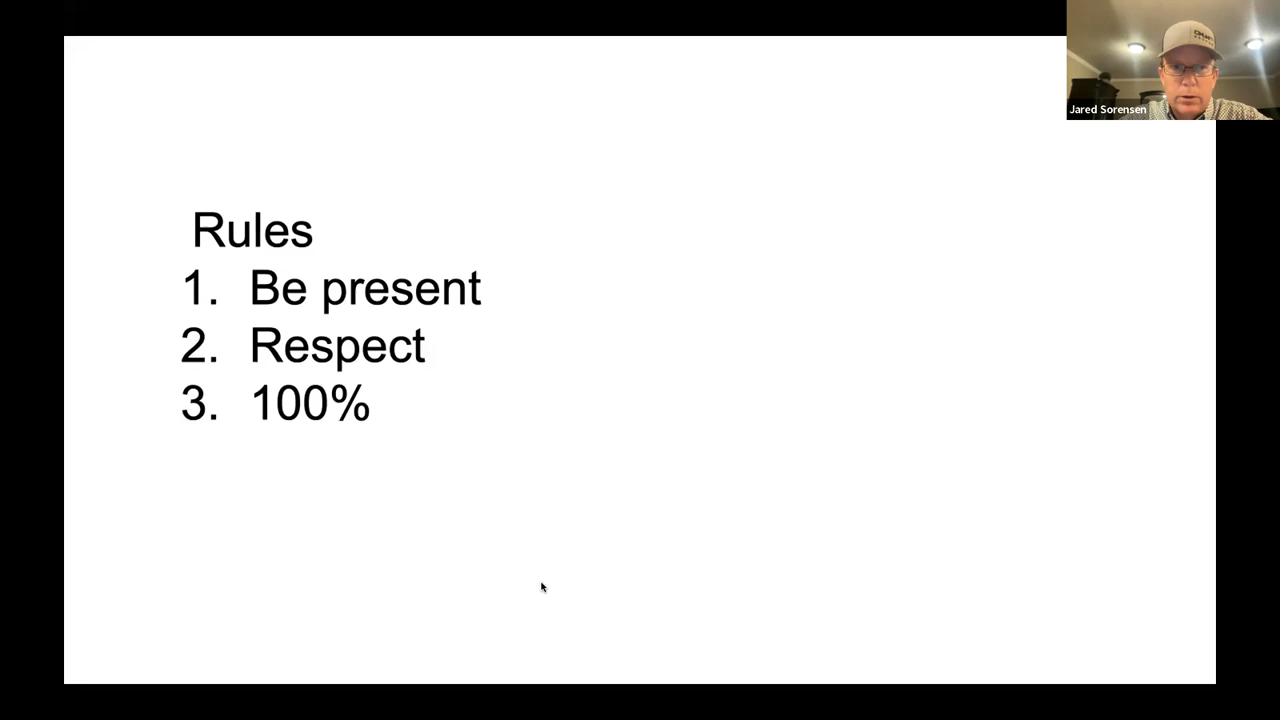 Jared Sorensen
Rules
1. Be present
2. Respect
3. 100%